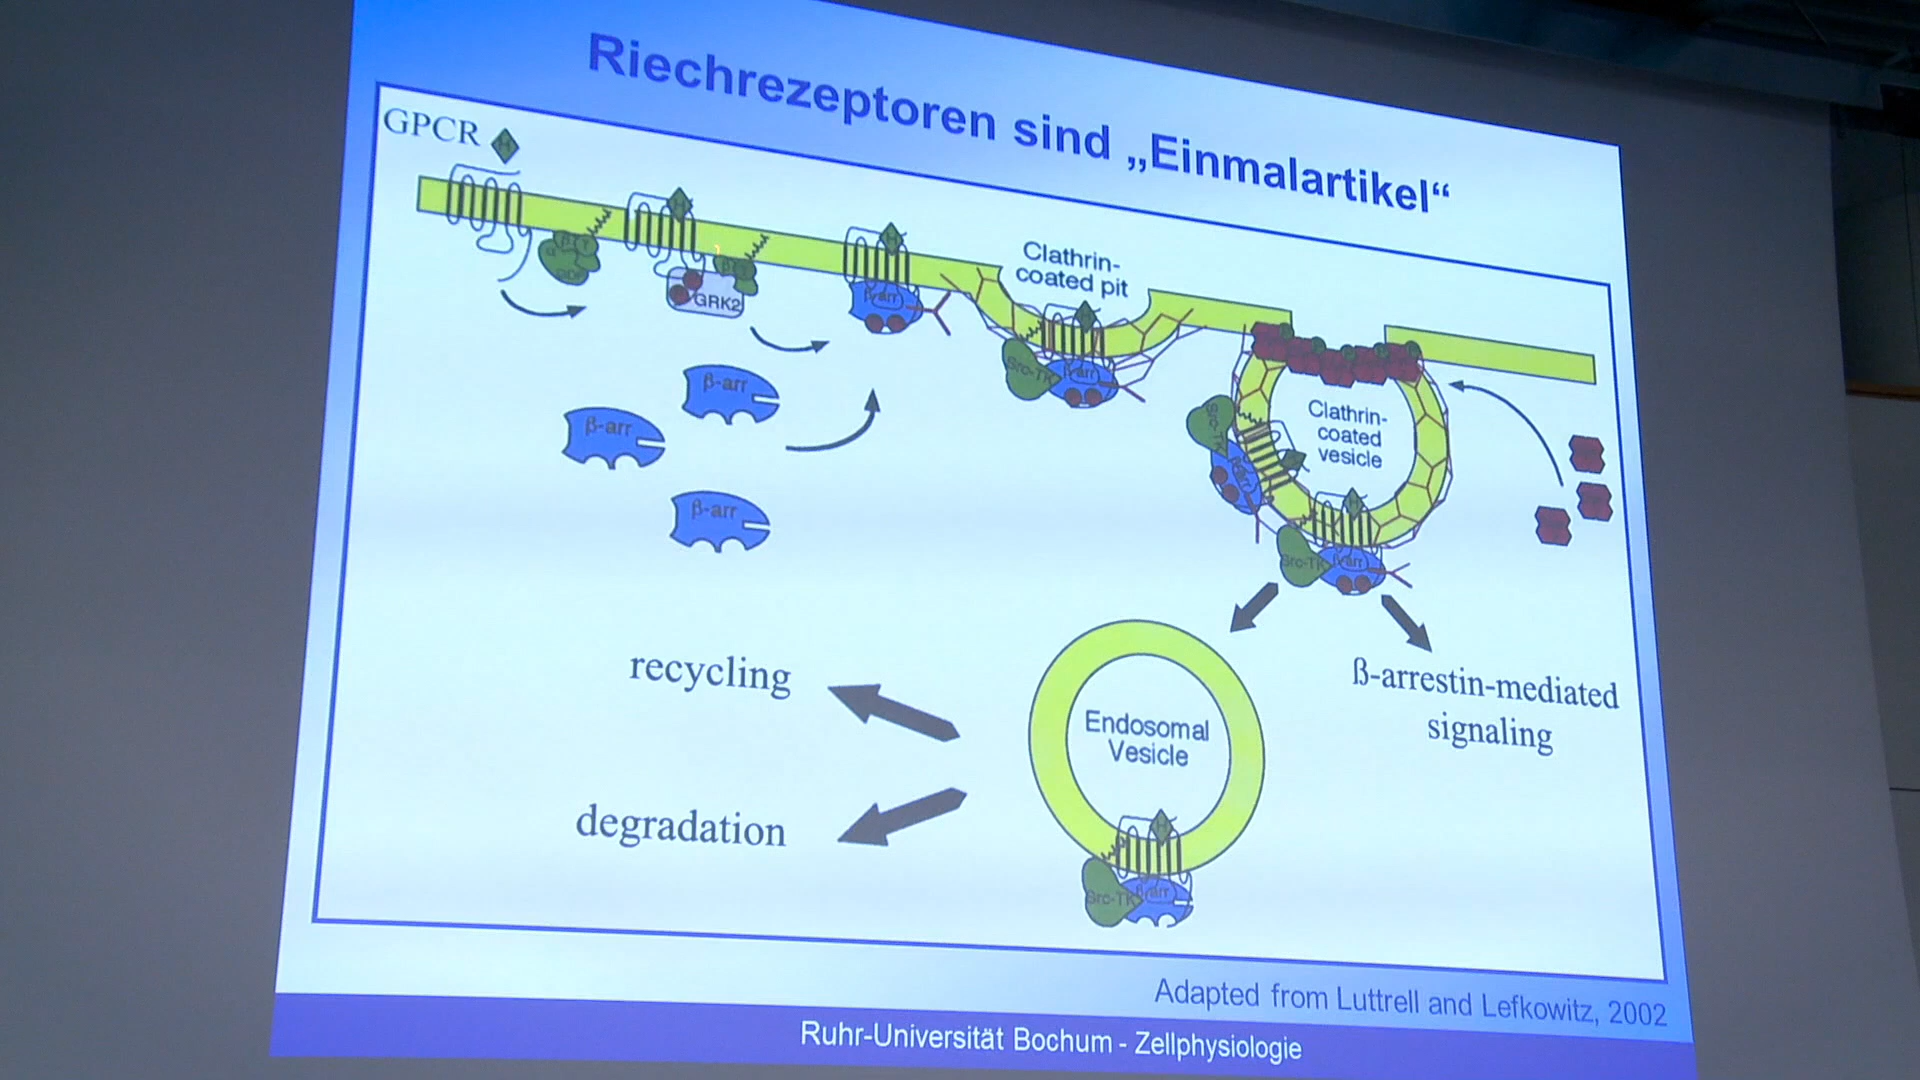 Riechrezeptoren sind „Einmalartikel“
GPCR
H
H
H
Clathrin-
coated pit
H
GRK2
β-arr
β-arr
β-arr
β-arr
Src-TK
β-arr
Clathrin-
coated
vesicle
Src-TK
β-arr
H
Src-TK
β-arr
recycling
degradation
Endosomal
Vesicle
ß-arrestin-mediated
signaling
H
Src-TK
β-arr
Adapted from Luttrell and Lefkowitz, 2002
Ruhr-Universität Bochum - Zellphysiologie